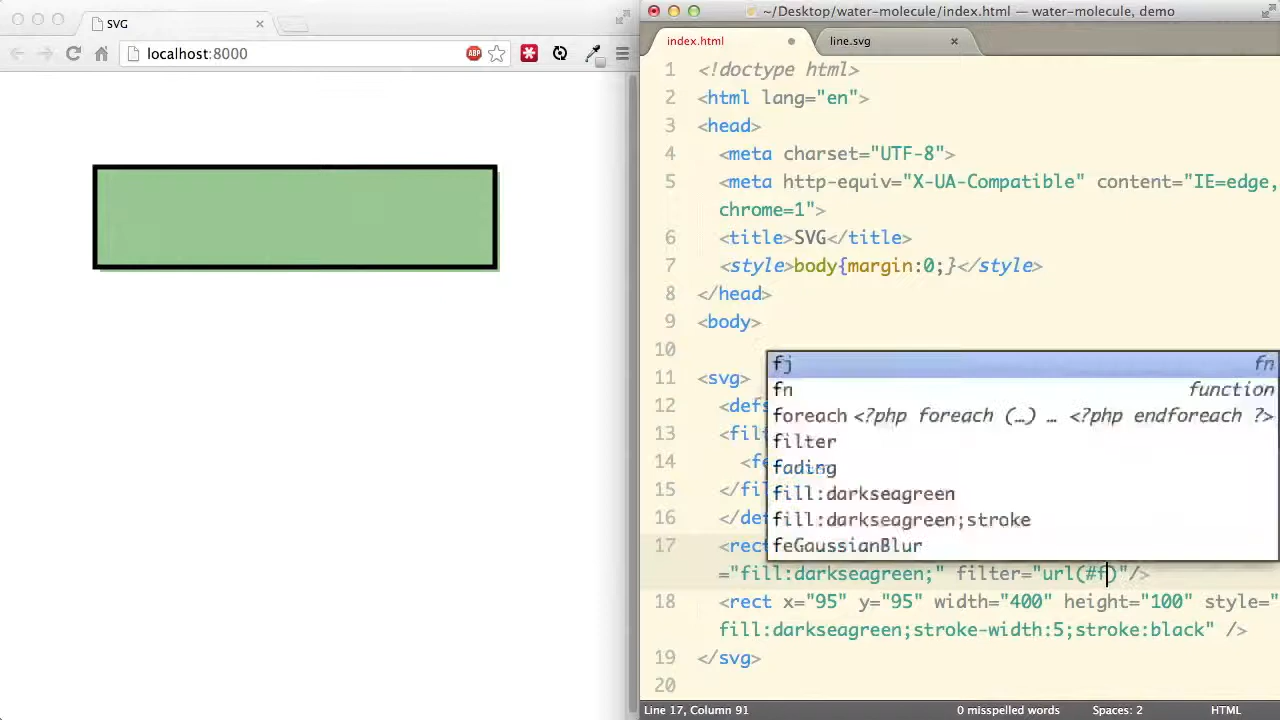 SVG
localhost:8000
ABP
~/Desktop/water-molecule/index.html — water-molecule, demo
index.html
line.svg
1 <!doctype html>
2 <html lang="en">
3 <head>
4 <meta charset="UTF-8">
5 <meta http-equiv="X-UA-Compatible" content="IE=edge,
chrome=1">
6 <title>SVG</title>
7 <style>body{margin:0;}</style>
8 </head>
9 <body>
10
11 <svg>
12 <defs
13 <fil
14 <fe
15 </fil
16 </de
17 <rect
="fill:darkseagreen;" filter="url(#f)"/>
18 <rect x="95" y="95" width="400" height="100" style="
fill:darkseagreen;stroke-width:5;stroke:black" />
19 </svg>
20
fj fn
fn function
foreach <?php foreach (…) … <?php endforeach ?>
filter
fading
fill:darkseagreen
fill:darkseagreen;stroke
feGaussianBlur
Line 17, Column 91
0 misspelled words
Spaces: 2
HTML